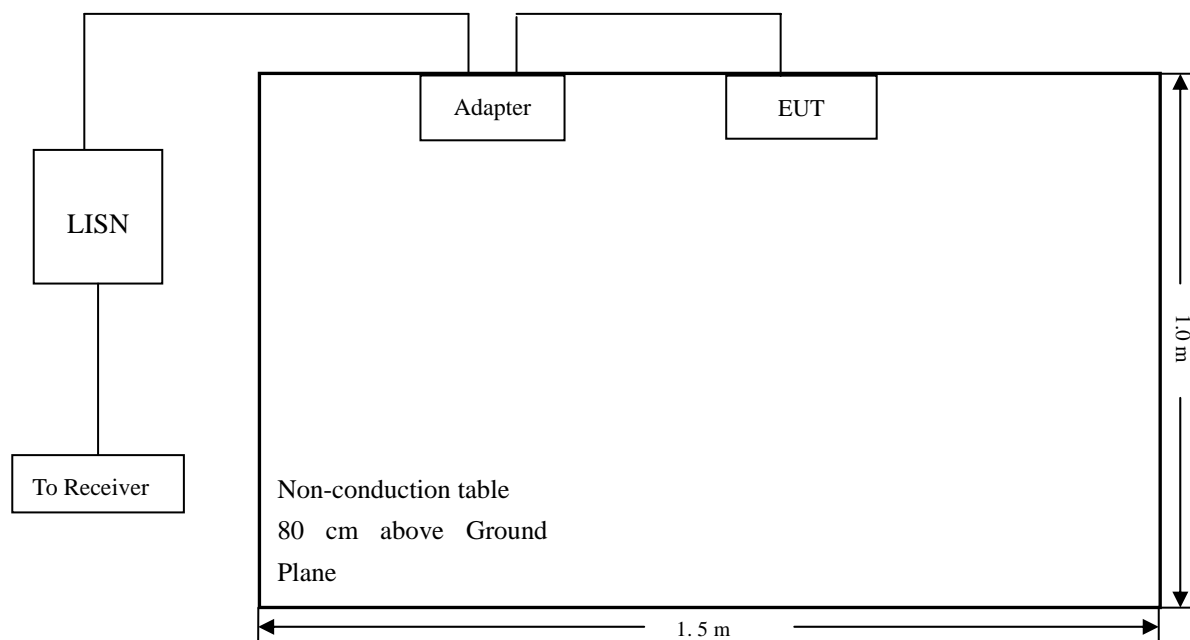 Adapter
EUT
LISN
1.0 m
To Receiver
Non-conduction table
80 cm above Ground
Plane
1. 5 m